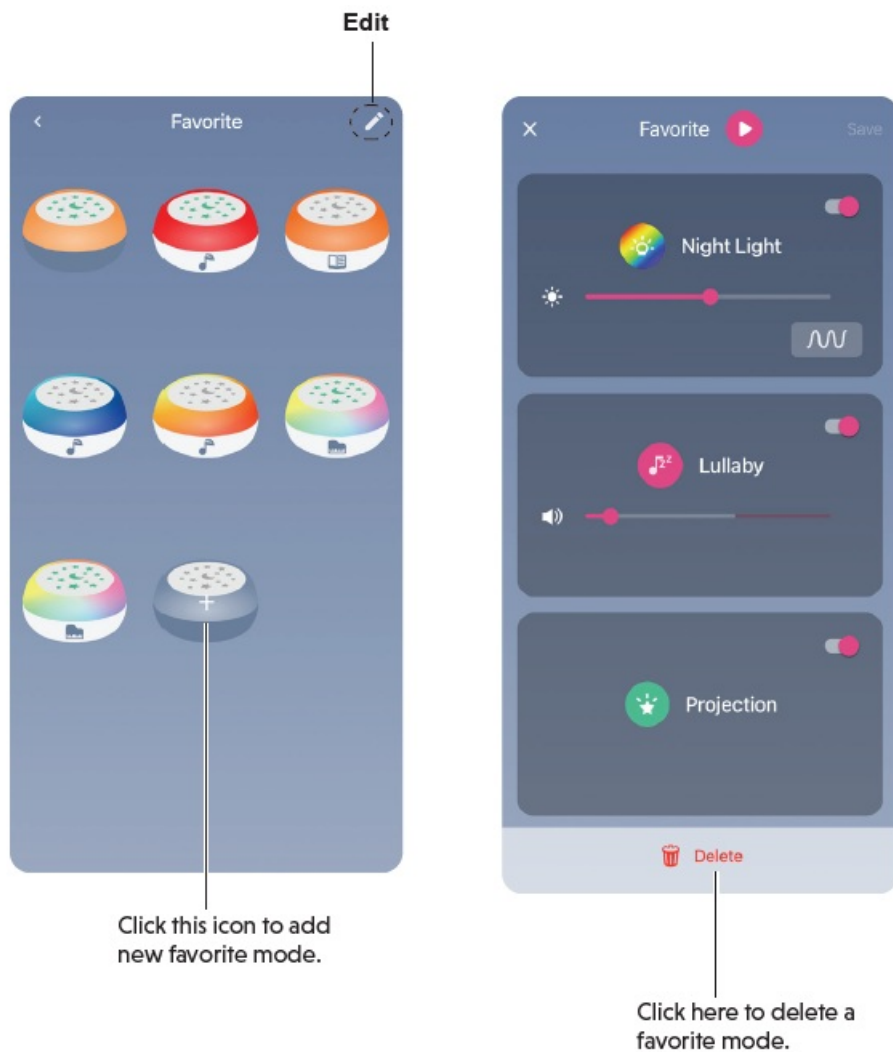 Edit
Favorite
Click this icon to add
new favorite mode.
Favorite
Save
Night Light
Lullaby
Projection
Delete
Click here to delete a
favorite mode.